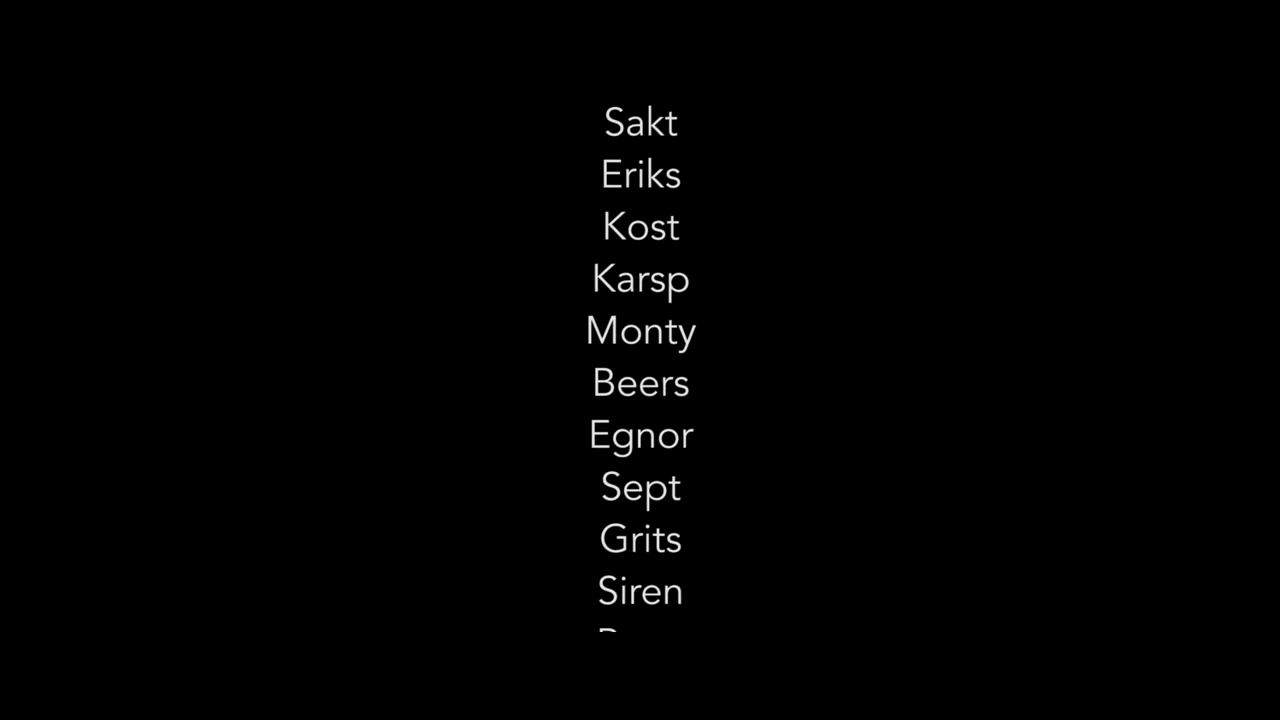 Sakt
Eriks
Kost
Karsp
Monty
Beers
Egnor
Sept
Grits
Siren